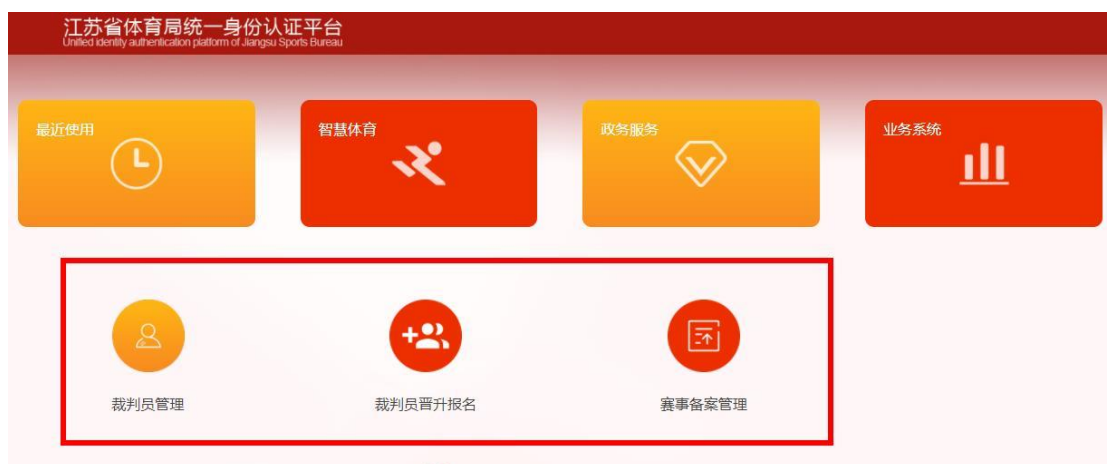 江苏省体育局统一身份认证平台
Unified identity authentication platform of Jiangsu Sports Bureau
最近使用
智慧体育
政务服务
业务系统
裁判员管理
裁判员晋升报名
赛事备案管理